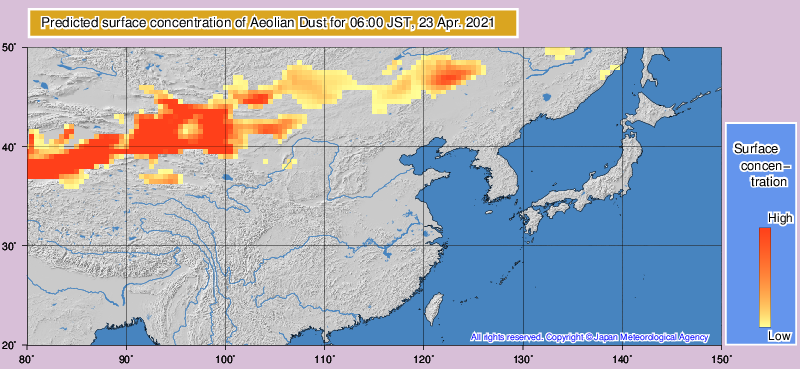 Predicted surface concentration of Aeolian Dust for 06:00 JST, 23 Apr. 2021
50°
40°
30°
20°
80°
90°
100°
110°
120°
130°
140°
150°
Surface
concen–
tration
High
Low
All rights reserved. Copyright © Japan Meteorological Agency